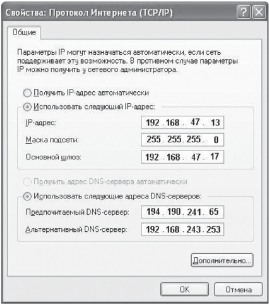 Свойства: Протокол Интернета (TCP/IP)
Общие
Параметры IP могут назначаться автоматически, если сеть
поддерживает эту возможность. В противном случае параметры
IP можно получить у сетевого администратора.
Получить IP-адрес автоматически
Использовать следующий IP-адрес:
IP-адрес: 192 . 168 . 47 . 13
Маска подсети: 255 . 255 . 255 . 0
Основной шлюз: 192 . 168 . 47 . 17
Получить адрес DNS-сервера автоматически
Использовать следующие адреса DNS-серверов:
Предпочитаемый DNS-сервер: 194 . 190 . 241 . 65
Альтернативный DNS-сервер: 192 . 168 . 243 . 253
Дополнительно...
OK Отмена